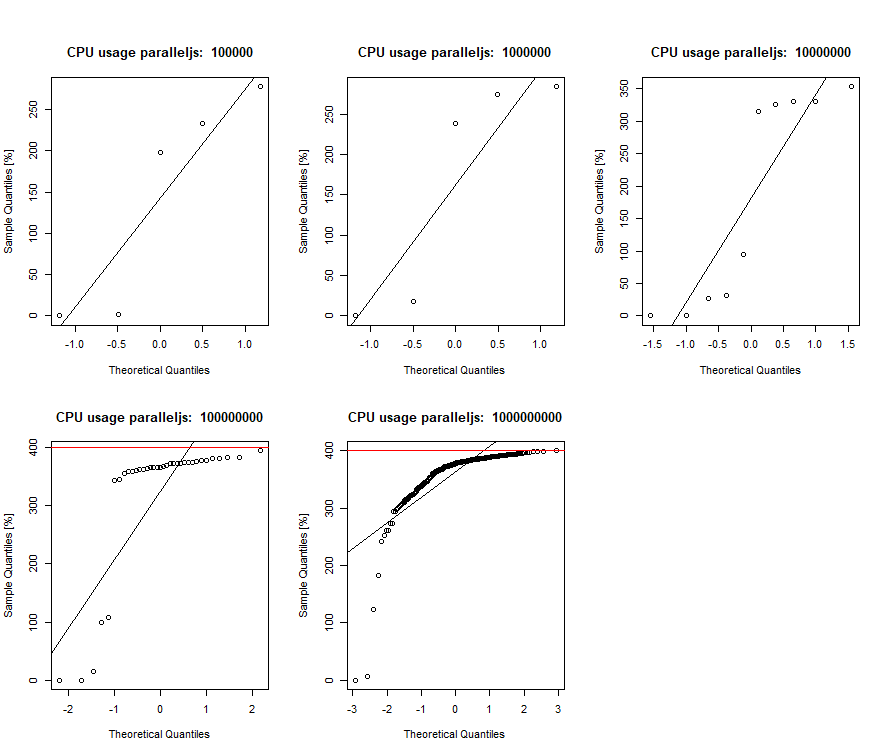 CPU usage paralleljs: 100000
Sample Quantiles [%]
0 50 100 150 200 250
-1.0 -0.5 0.0 0.5 1.0
Theoretical Quantiles
CPU usage paralleljs: 1000000
Sample Quantiles [%]
0 50 100 150 200 250
-1.0 -0.5 0.0 0.5 1.0
Theoretical Quantiles
CPU usage paralleljs: 10000000
Sample Quantiles [%]
0 50 100 150 200 250 300 350
-1.5 -1.0 -0.5 0.0 0.5 1.0 1.5
Theoretical Quantiles
CPU usage paralleljs: 100000000
Sample Quantiles [%]
0 100 200 300 400
-2 -1 0 1 2
Theoretical Quantiles
CPU usage paralleljs: 1000000000
Sample Quantiles [%]
0 100 200 300 400
-3 -2 -1 0 1 2 3
Theoretical Quantiles